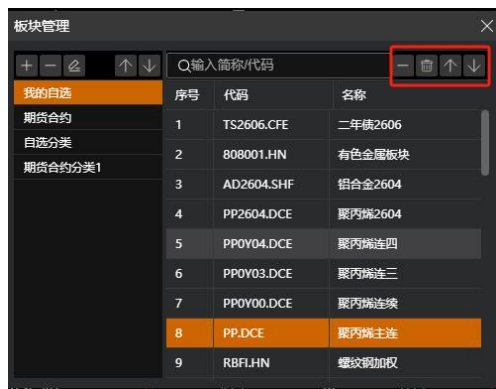 板块管理
输入简称/代码
我的自选
期货合约
自选分类
期货合约分类1
序号 代码 名称
1 TS2606.CFE 二年债2606
2 808001.HN 有色金属板块
3 AD2604.SHF 铝合金2604
4 PP2604.DCE 聚丙烯2604
5 PP0Y04.DCE 聚丙烯连四
6 PP0Y03.DCE 聚丙烯连三
7 PP0Y00.DCE 聚丙烯连续
8 PP.DCE 聚丙烯主连
9 RBFI.HN 螺纹钢加权